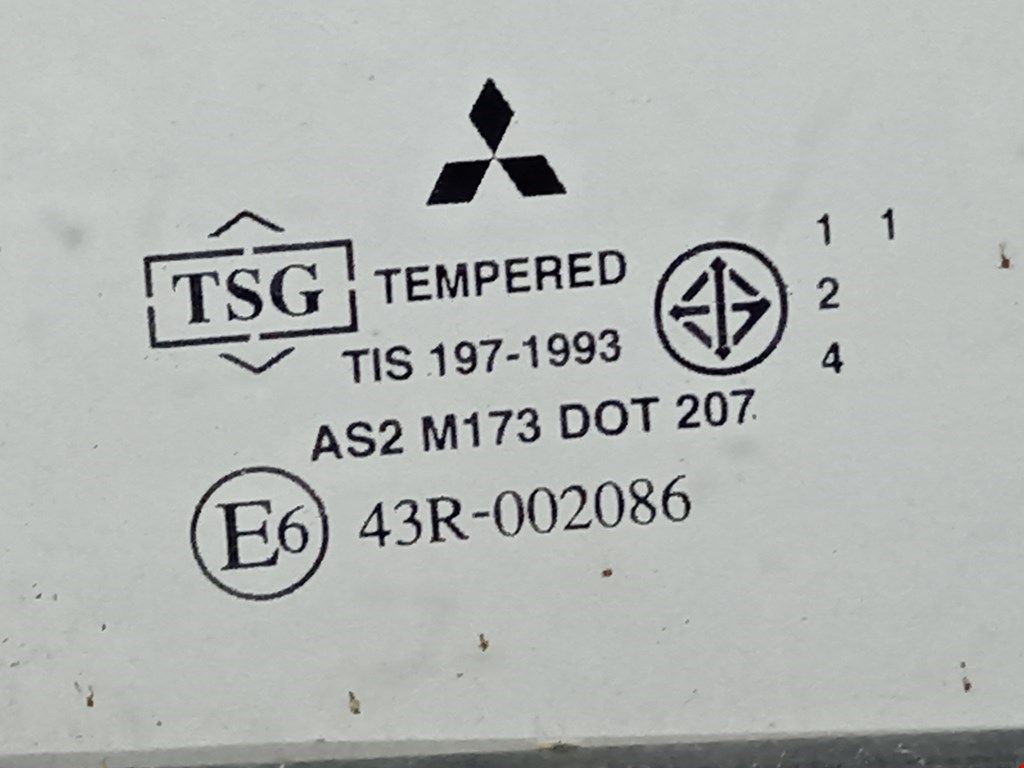 TSG TEMPERED
1 1
2
4
TIS 197-1993
AS2 M173 DOT 207
E6 43R-002086